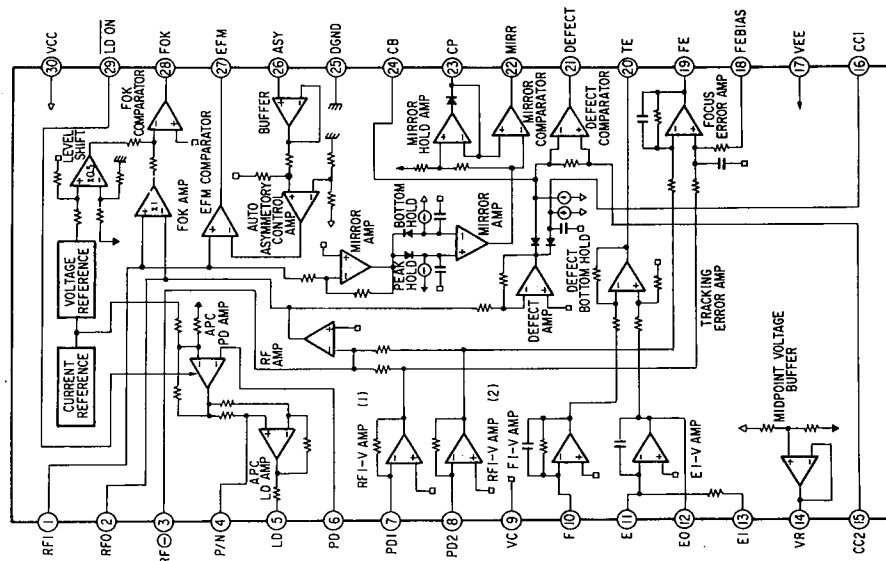 30 VCC
29 LD ON
28 FOK
27 EFM
26 ASY
25 DGND
24 CB
23 CP
22 MIRR
21 DEFECT
20 TE
19 FE
18 FEBIAS
17 VEE
16 CC1
LEVEL
SHIFT
×0.5
FOK
COMPARATOR
×1
FOK AMP
EFM COMPARATOR
BUFFER
AUTO
ASYMMETORY
CONTROL
AMP
VOLTAGE
REFERENCE
CURRENT
REFERENCE
APC
PD AMP
APC
LD AMP
RF
AMP
MIRROR
AMP
PEAK
HOLD
BOTTOM
HOLD
MIRROR
AMP
MIRROR
HOLD AMP
MIRROR
COMPARATOR
DEFECT
COMPARATOR
DEFECT
AMP
DEFECT
BOTTOM HOLD
TRACKING
ERROR AMP
FOCUS
ERROR AMP
RF I-V AMP (1)
RF I-V AMP (2)
F I-V AMP
E I-V AMP
MIDPOINT VOLTAGE
BUFFER
RF1 1
RFO 2
RF⊖ 3
P/N 4
LD 5
PD 6
PD1 7
PD2 8
VC 9
F 10
E 11
EO 12
EI 13
VR 14
CC2 15